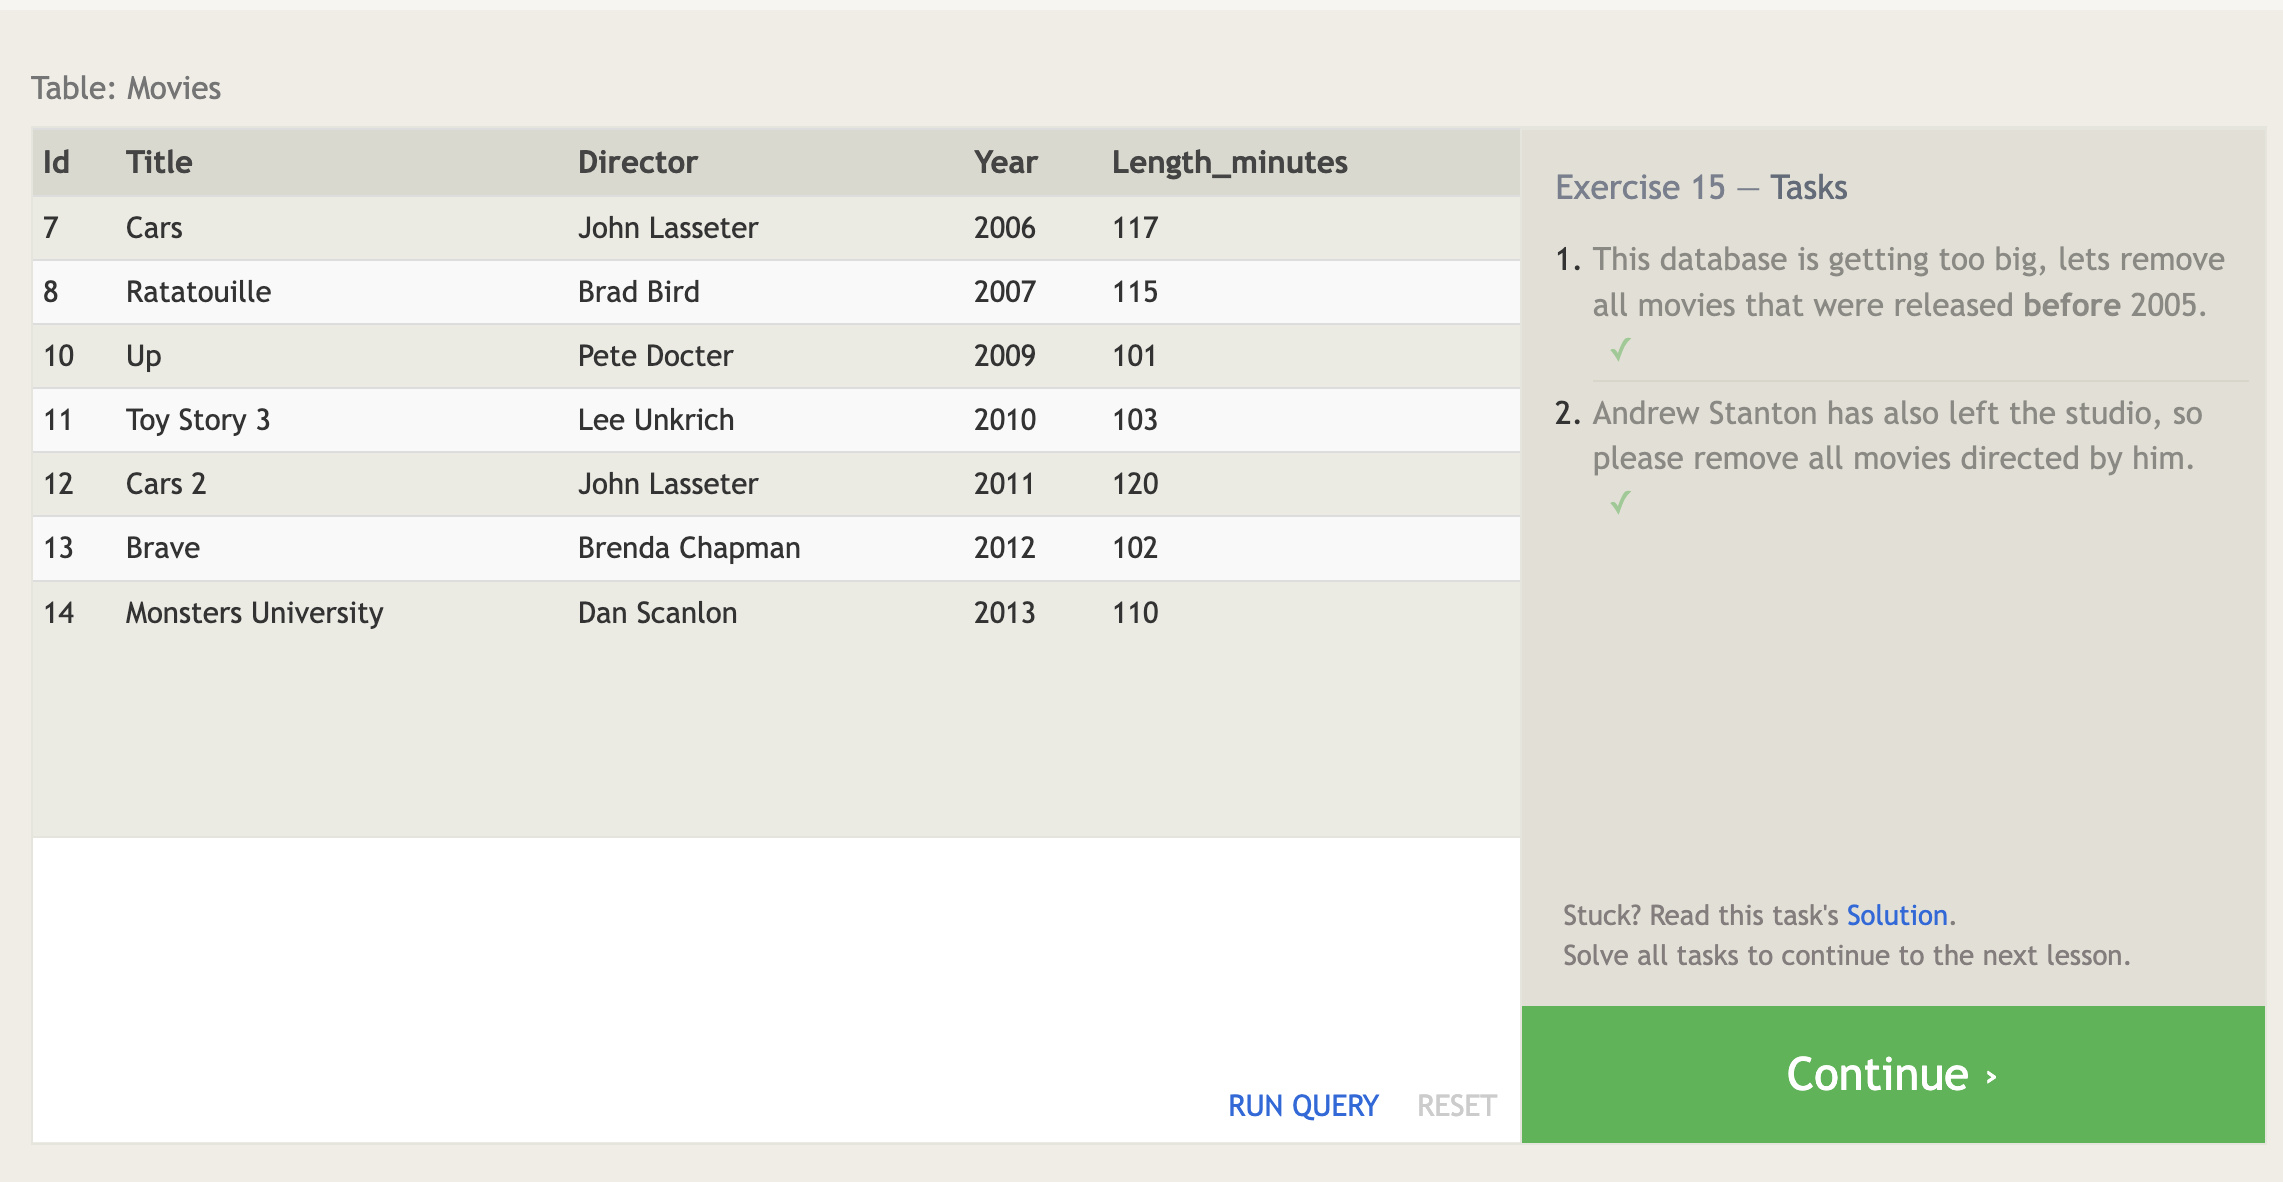 Table: Movies
Id Title Director Year Length_minutes
7 Cars John Lasseter 2006 117
8 Ratatouille Brad Bird 2007 115
10 Up Pete Docter 2009 101
11 Toy Story 3 Lee Unkrich 2010 103
12 Cars 2 John Lasseter 2011 120
13 Brave Brenda Chapman 2012 102
14 Monsters University Dan Scanlon 2013 110
RUN QUERY RESET
Exercise 15 — Tasks
1. This database is getting too big, lets remove
all movies that were released before 2005.
✓
2. Andrew Stanton has also left the studio, so
please remove all movies directed by him.
✓
Stuck? Read this task's Solution.
Solve all tasks to continue to the next lesson.
Continue ›